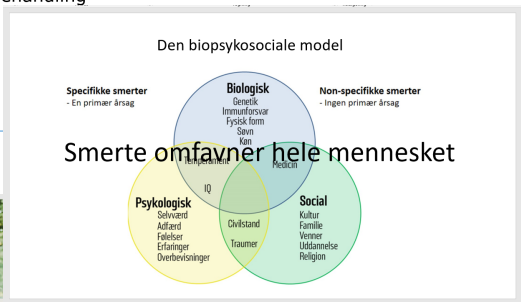 Den biopsykosociale model
Specifikke smerter
- En primær årsag
Non-specifikke smerter
- Ingen primær årsag
Biologisk
Genetik
Immunforsvar
Fysisk form
Søvn
Køn
Smerte omfavner hele mennesket
Temperament
Medicin
IQ
Psykologisk
Selvværd
Adfærd
Følelser
Erfaringer
Overbevisninger
Civilstand
Traumer
Social
Kultur
Familie
Venner
Uddannelse
Religion